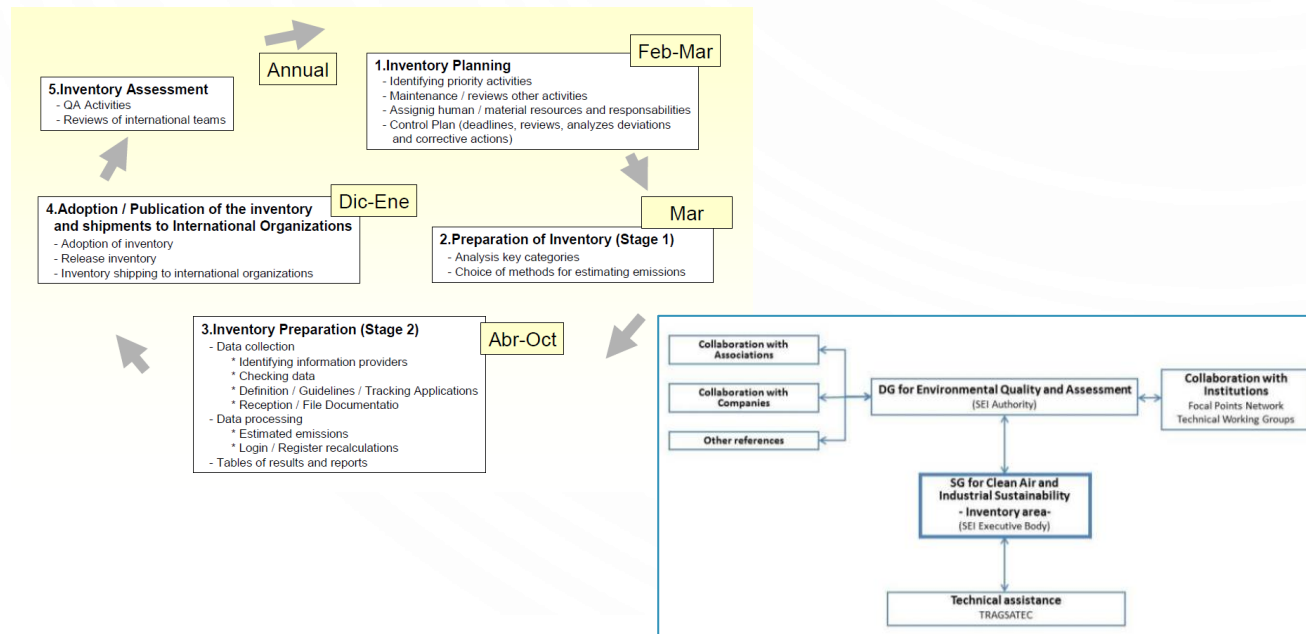 Annual
5.Inventory Assessment
- QA Activities
- Reviews of international teams
Feb-Mar
1.Inventory Planning
- Identifying priority activities
- Maintenance / reviews other activities
- Assignig human / material resources and responsabilities
- Control Plan (deadlines, reviews, analyzes deviations
and corrective actions)
Dic-Ene
4.Adoption / Publication of the inventory
and shipments to International Organizations
- Adoption of inventory
- Release inventory
- Inventory shipping to international organizations
Mar
2.Preparation of Inventory (Stage 1)
- Analysis key categories
- Choice of methods for estimating emissions
Abr-Oct
3.Inventory Preparation (Stage 2)
- Data collection
* Identifying information providers
* Checking data
* Definition / Guidelines / Tracking Applications
* Reception / File Documentatio
- Data processing
* Estimated emissions
* Login / Register recalculations
- Tables of results and reports
Collaboration with
Associations
Collaboration with
Companies
Other references
DG for Environmental Quality and Assessment
(SEI Authority)
Collaboration with
Institutions
Focal Points Network
Technical Working Groups
SG for Clean Air and
Industrial Sustainability
- Inventory area-
(SEI Executive Body)
Technical assistance
TRAGSATEC